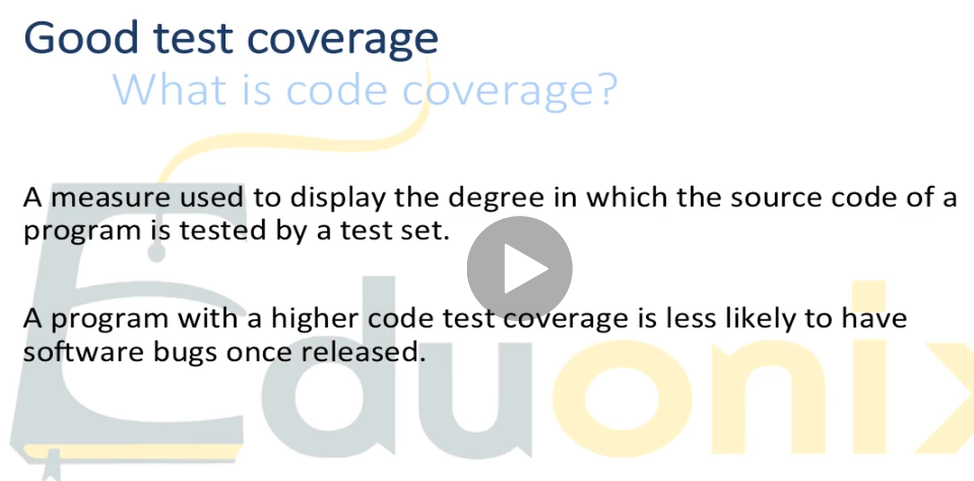 Good test coverage
What is code coverage?
A measure used to display the degree in which the source code of a
program is tested by a test set.
A program with a higher code test coverage is less likely to have
software bugs once released.
Eduonix